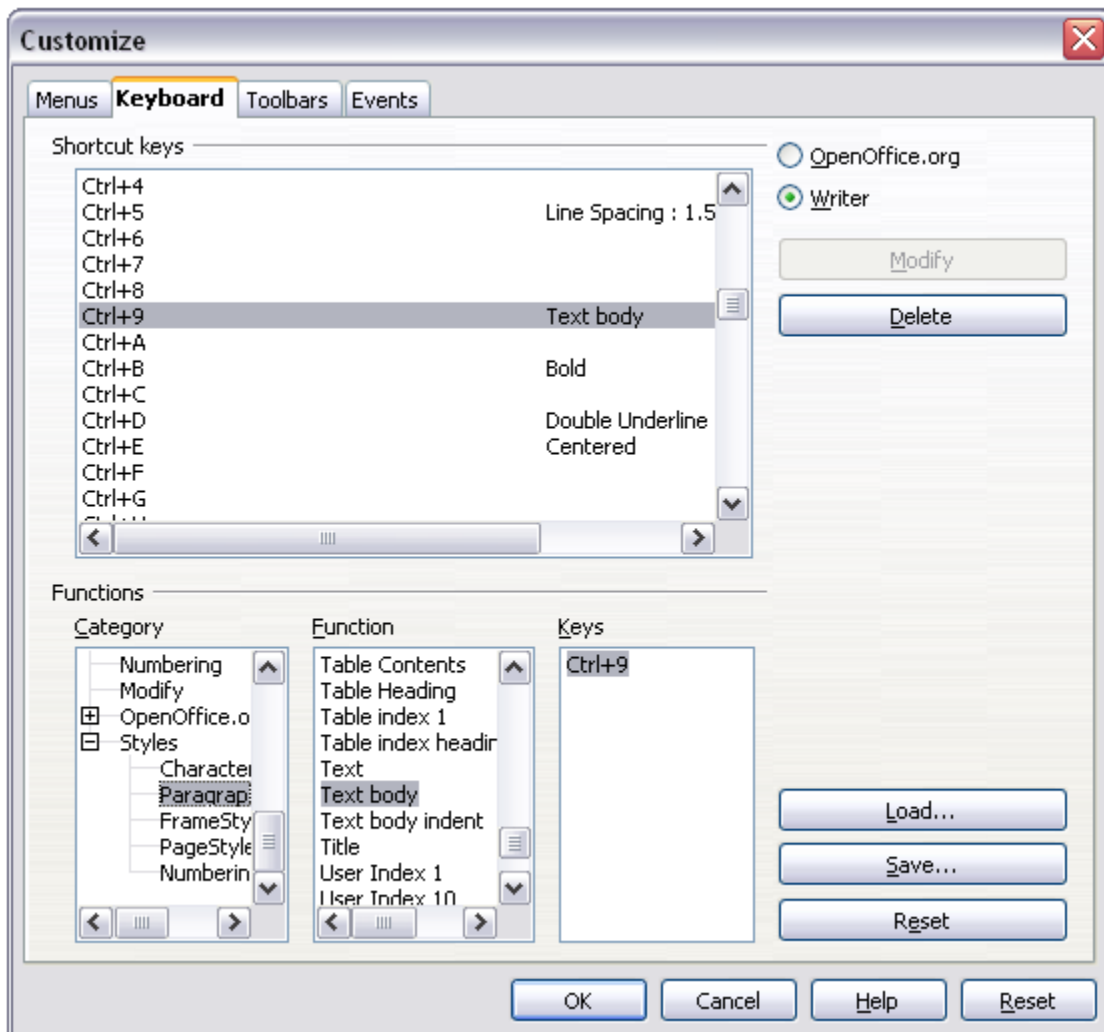 Customize
Menus Keyboard Toolbars Events
Shortcut keys
Ctrl+4
Ctrl+5 Line Spacing : 1.5
Ctrl+6
Ctrl+7
Ctrl+8
Ctrl+9 Text body
Ctrl+A
Ctrl+B Bold
Ctrl+C
Ctrl+D Double Underline
Ctrl+E Centered
Ctrl+F
Ctrl+G
OpenOffice.org
Writer
Modify
Delete
Functions
Category
Numbering
Modify
OpenOffice.o
Styles
Character
Paragrap
FrameSty
PageStyle
Numberin
Function
Table Contents
Table Heading
Table index 1
Table index headin
Text
Text body
Text body indent
Title
User Index 1
User Index 10
Keys
Ctrl+9
Load...
Save...
Reset
OK Cancel Help Reset